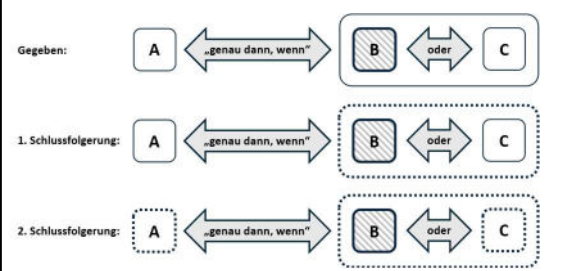 Gegeben: A „genau dann, wenn“ B oder C
1. Schlussfolgerung: A „genau dann, wenn“ B oder C
2. Schlussfolgerung: A „genau dann, wenn“ B oder C